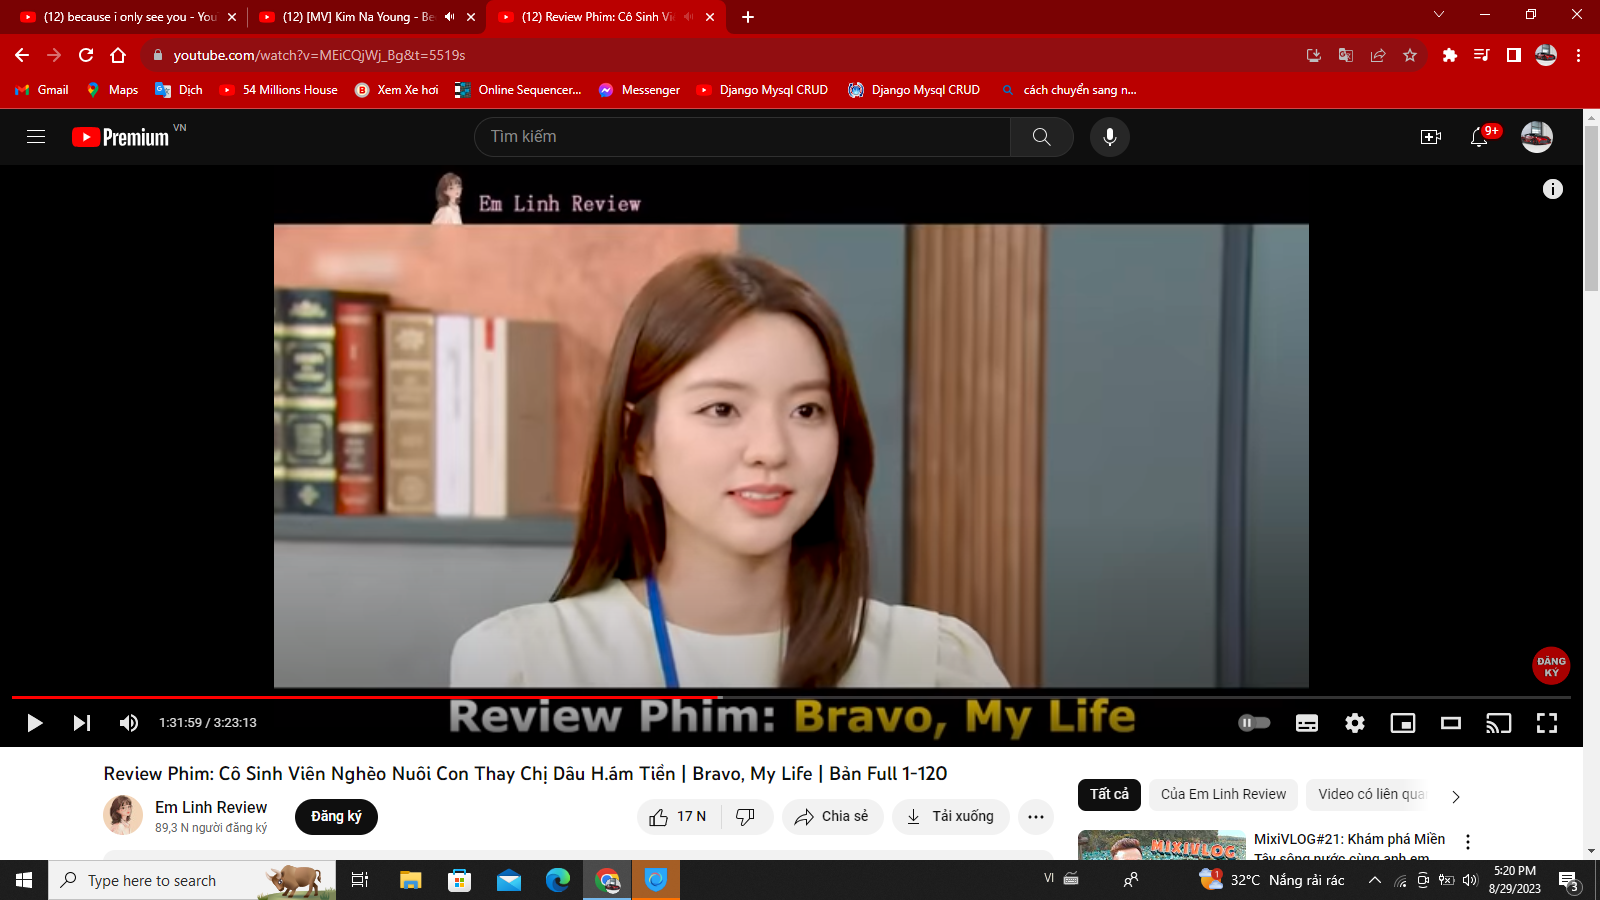 (12) because i only see you - You
(12) [MV] Kim Na Young - Be
(12) Review Phim: Cô Sinh Viê
youtube.com/watch?v=MEiCQjWj_Bg&t=5519s
Gmail
Maps
Dịch
54 Millions House
Xem Xe hơi
Online Sequencer...
Messenger
Django Mysql CRUD
Django Mysql CRUD
cách chuyển sang n...
Premium VN
Tìm kiếm
9+
Em Linh Review
ĐĂNG
KÝ
1:31:59 / 3:23:13
Review Phim: Bravo, My Life
Review Phim: Cô Sinh Viên Nghèo Nuôi Con Thay Chị Dâu H.ám Tiền | Bravo, My Life | Bản Full 1-120
Em Linh Review
89,3 N người đăng ký
Đăng ký
17 N
Chia sẻ
Tải xuống
Tất cả
Của Em Linh Review
Video có liên qua
MIXIVLOG
MixiVLOG#21: Khám phá Miền
Tây sông nước cùng anh em
Type here to search
VI
1
32°C Nắng rải rác
5:20 PM
8/29/2023
3